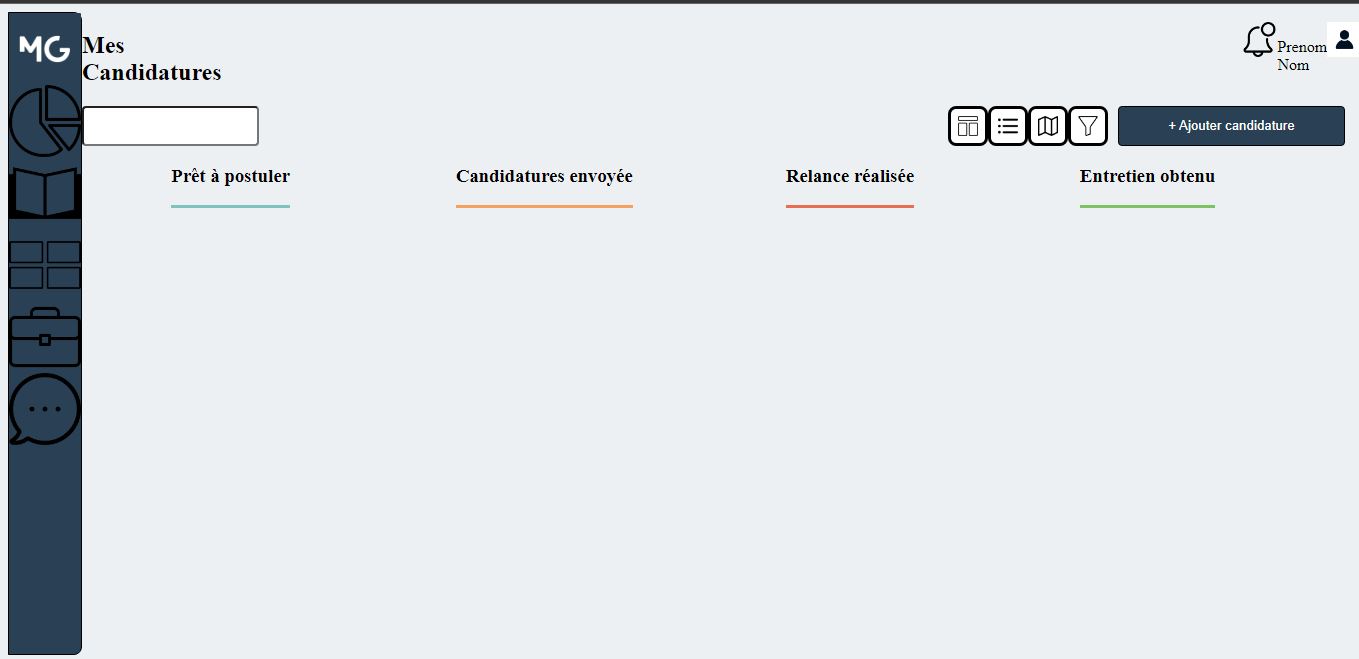 MG
Mes
Candidatures
Prenom
Nom
+ Ajouter candidature
Prêt à postuler
Candidatures envoyée
Relance réalisée
Entretien obtenu